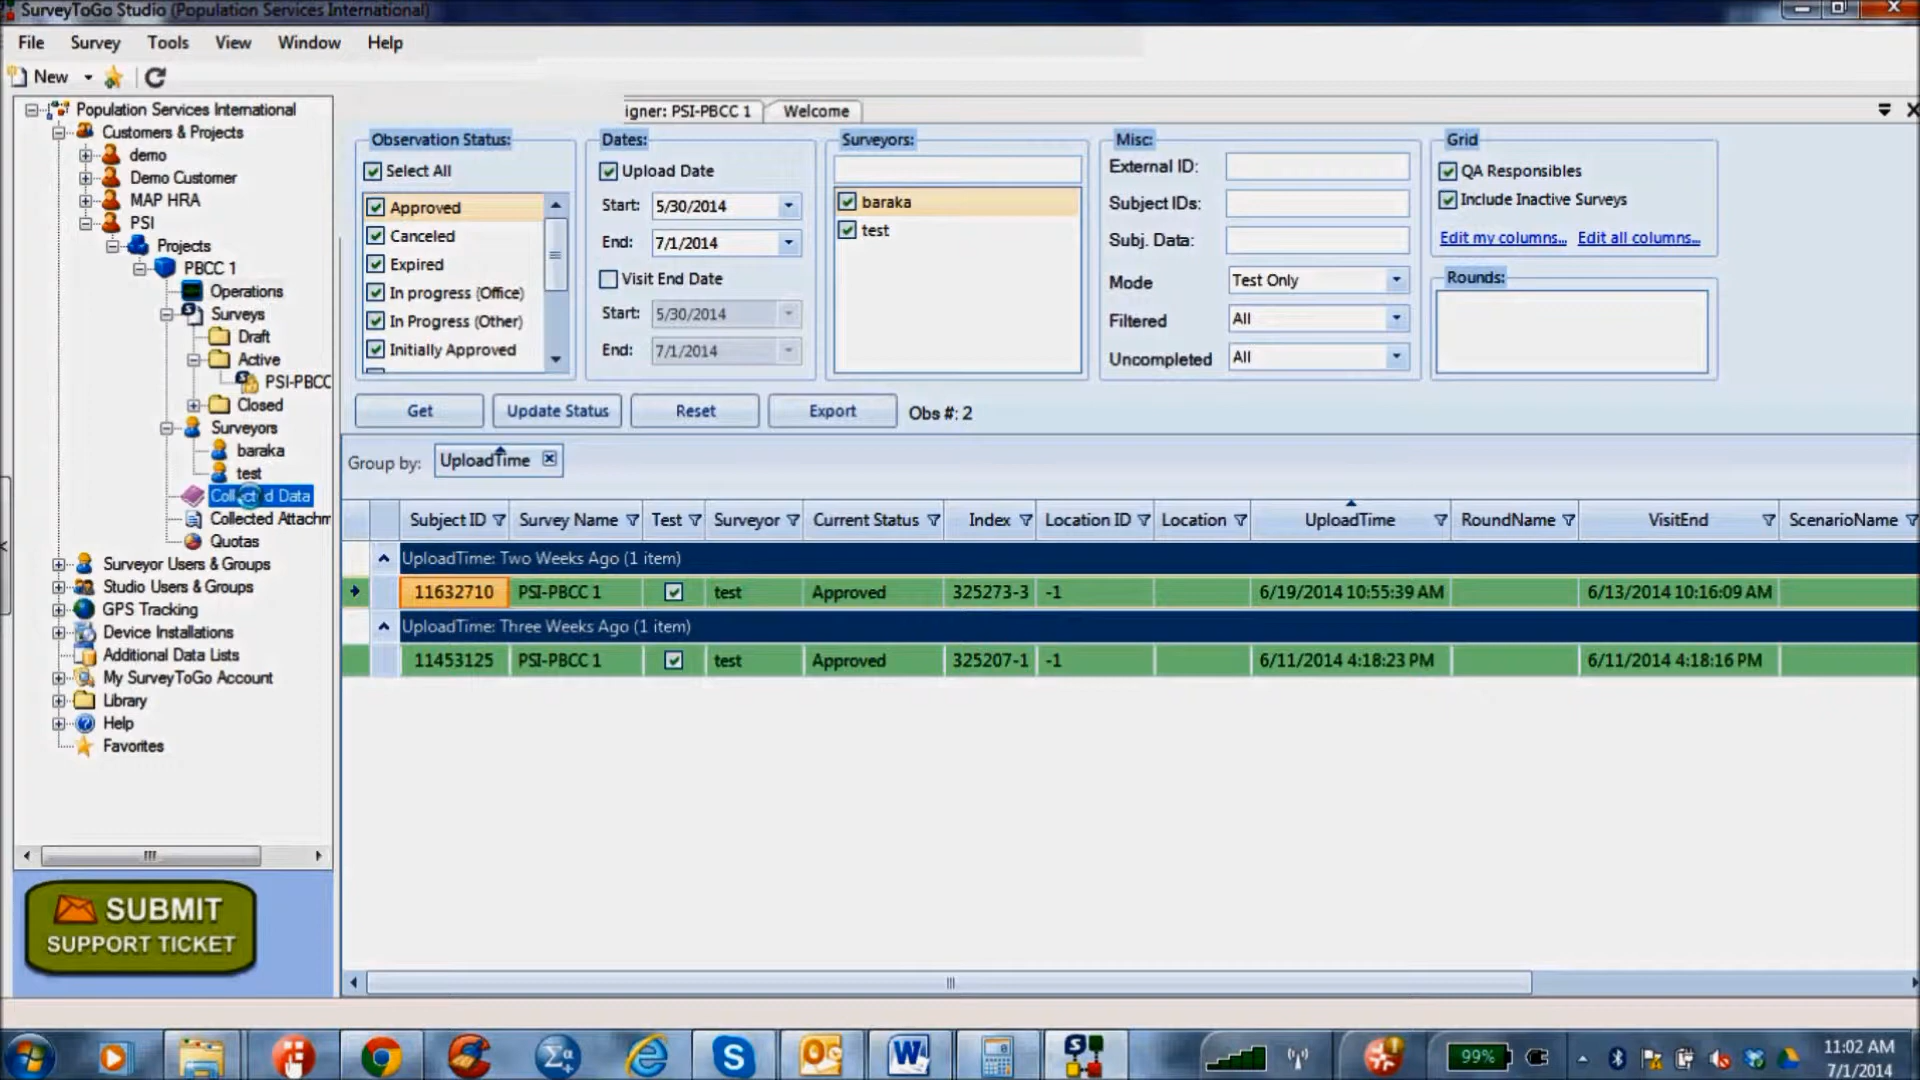 SurveyToGo Studio (Population Services International)
File Survey Tools View Window Help
New
Population Services International
Customers & Projects
demo
Demo Customer
MAP HRA
PSI
Projects
PBCC 1
Operations
Surveys
Draft
Active
PSI-PBCC
Closed
Surveyors
baraka
test
Collected Data
Collected Attachm
Quotas
Surveyor Users & Groups
Studio Users & Groups
GPS Tracking
Device Installations
Additional Data Lists
My SurveyToGo Account
Library
Help
Favorites
SUBMIT
SUPPORT TICKET
igner: PSI-PBCC 1 Welcome
Observation Status:
Select All
Approved
Canceled
Expired
In progress (Office)
In Progress (Other)
Initially Approved
Dates:
Upload Date
Start: 5/30/2014
End: 7/1/2014
Visit End Date
Start: 5/30/2014
End: 7/1/2014
Surveyors:
baraka
test
Misc:
External ID:
Subject IDs:
Subj. Data:
Mode Test Only
Filtered All
Uncompleted All
Grid
QA Responsibles
Include Inactive Surveys
Edit my columns... Edit all columns...
Rounds:
Get Update Status Reset Export Obs #: 2
Group by: UploadTime
Subject ID Survey Name Test Surveyor Current Status Index Location ID Location UploadTime RoundName VisitEnd ScenarioName
UploadTime: Two Weeks Ago (1 item)
11632710 PSI-PBCC 1 test Approved 325273-3 -1 6/19/2014 10:55:39 AM 6/13/2014 10:16:09 AM
UploadTime: Three Weeks Ago (1 item)
11453125 PSI-PBCC 1 test Approved 325207-1 -1 6/11/2014 4:18:23 PM 6/11/2014 4:18:16 PM
99%
11:02 AM
7/1/2014